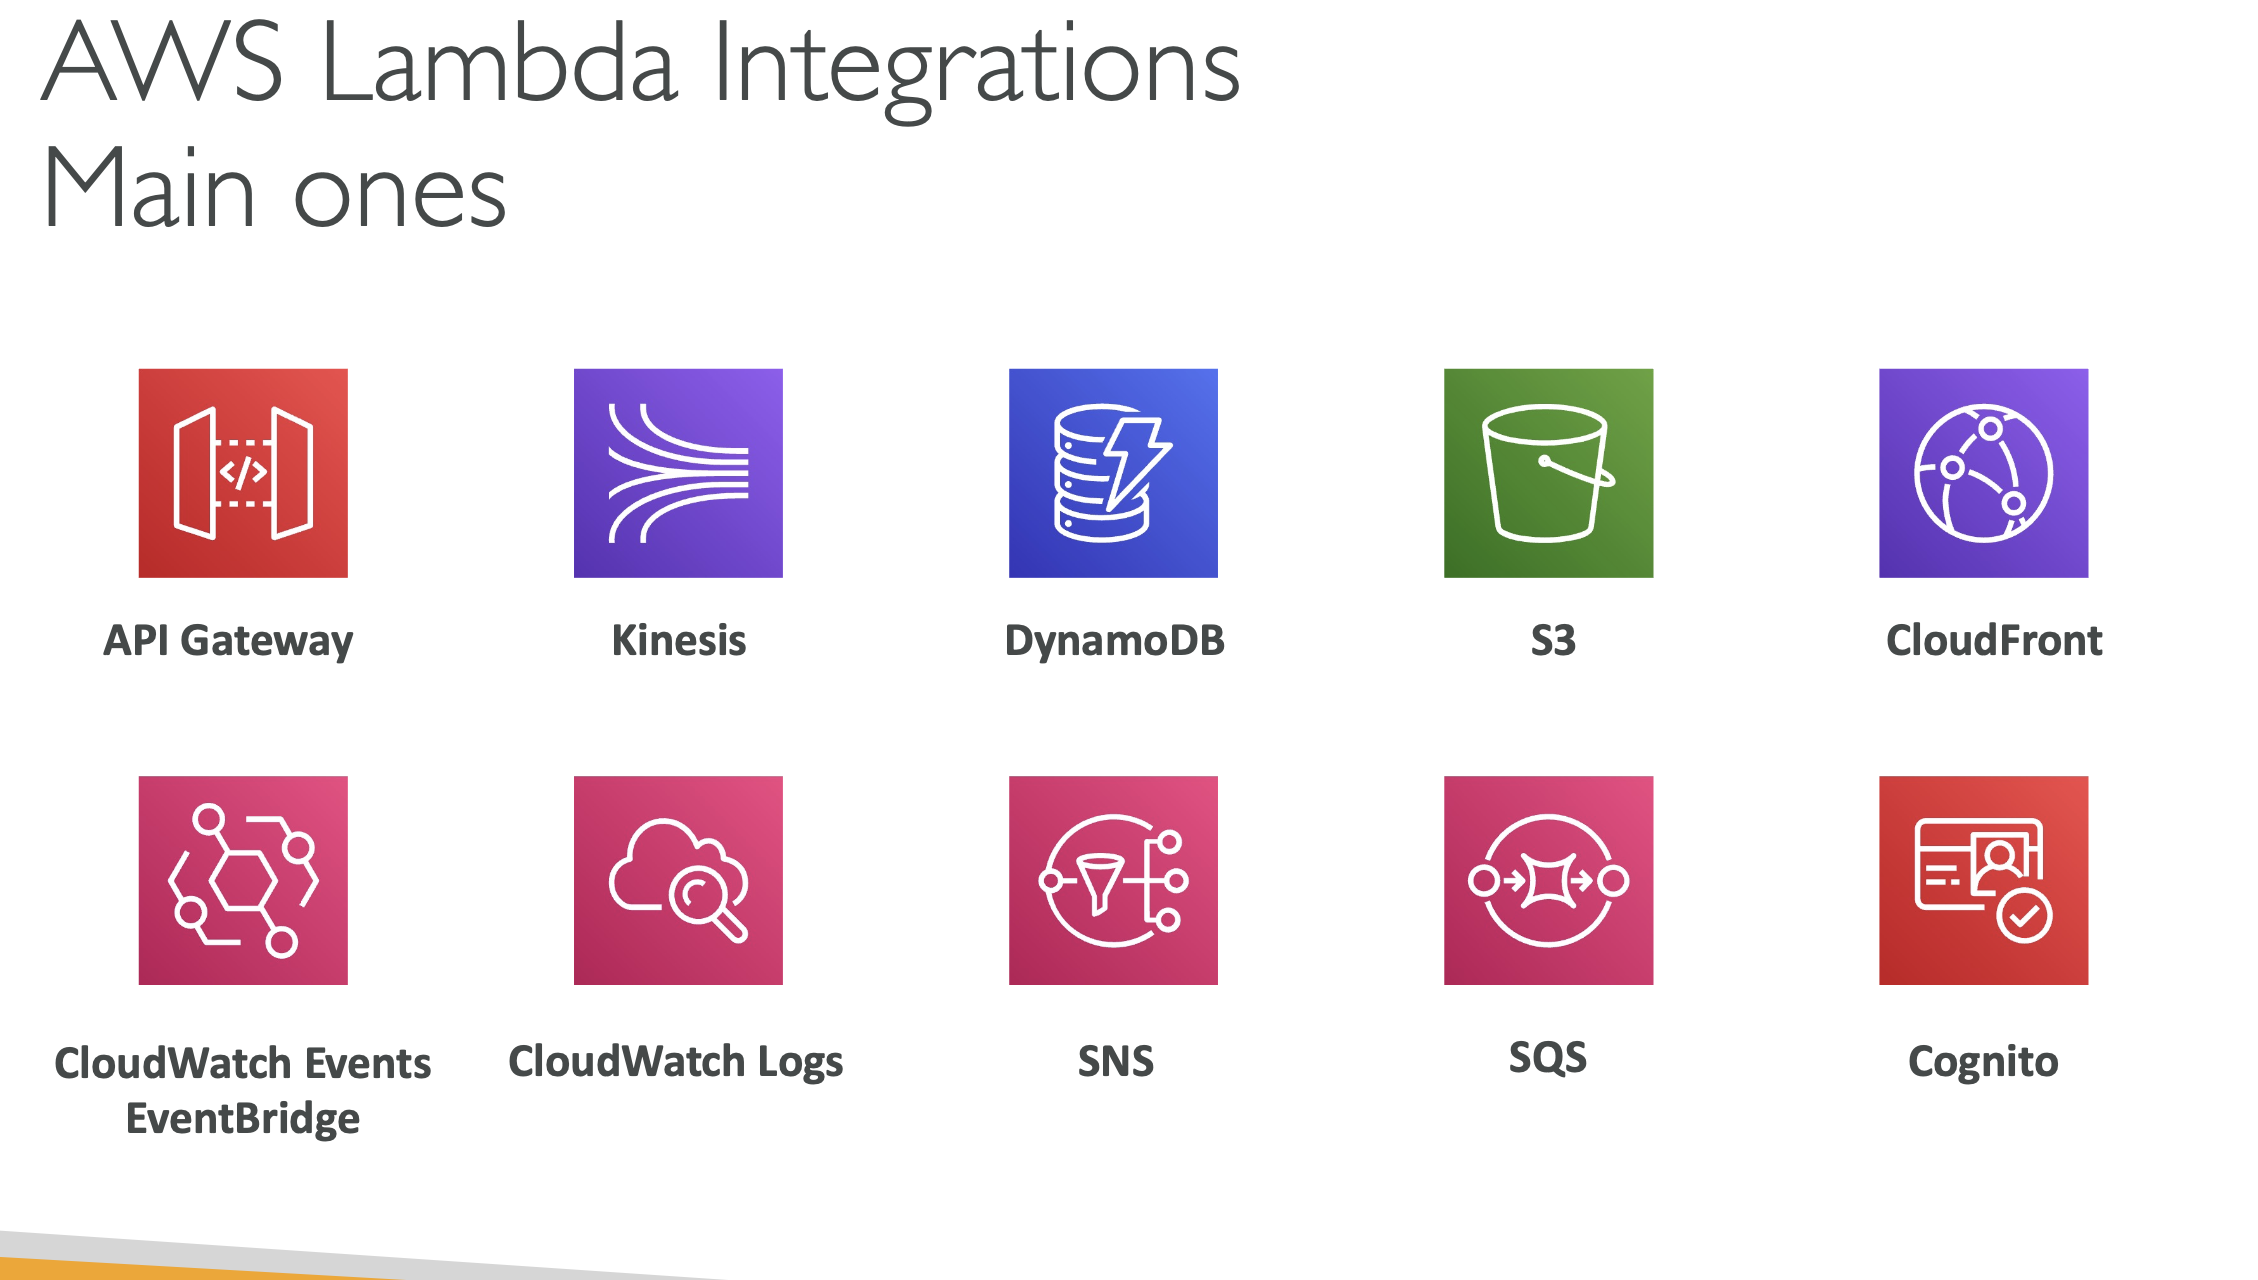 AWS Lambda Integrations
Main ones
</>
API Gateway
Kinesis
DynamoDB
S3
CloudFront
CloudWatch Events
EventBridge
CloudWatch Logs
SNS
SQS
Cognito